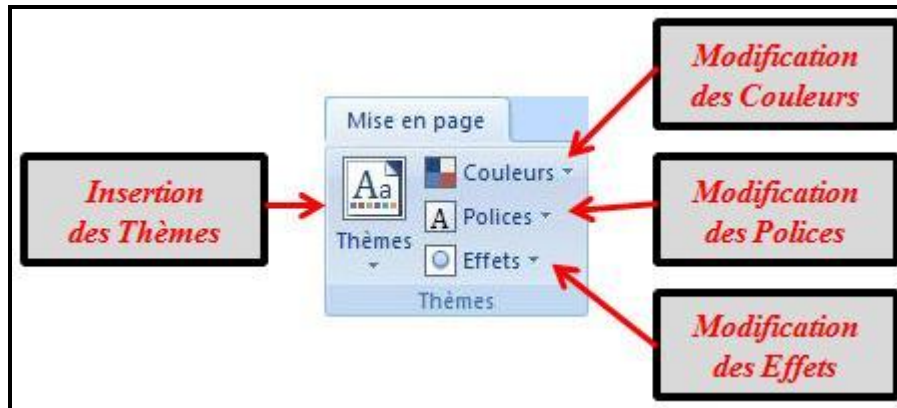 Modification
des Couleurs
Mise en page
Insertion
des Thèmes
Aa
Thèmes
Couleurs
A Polices
Effets
Thèmes
Modification
des Polices
Modification
des Effets